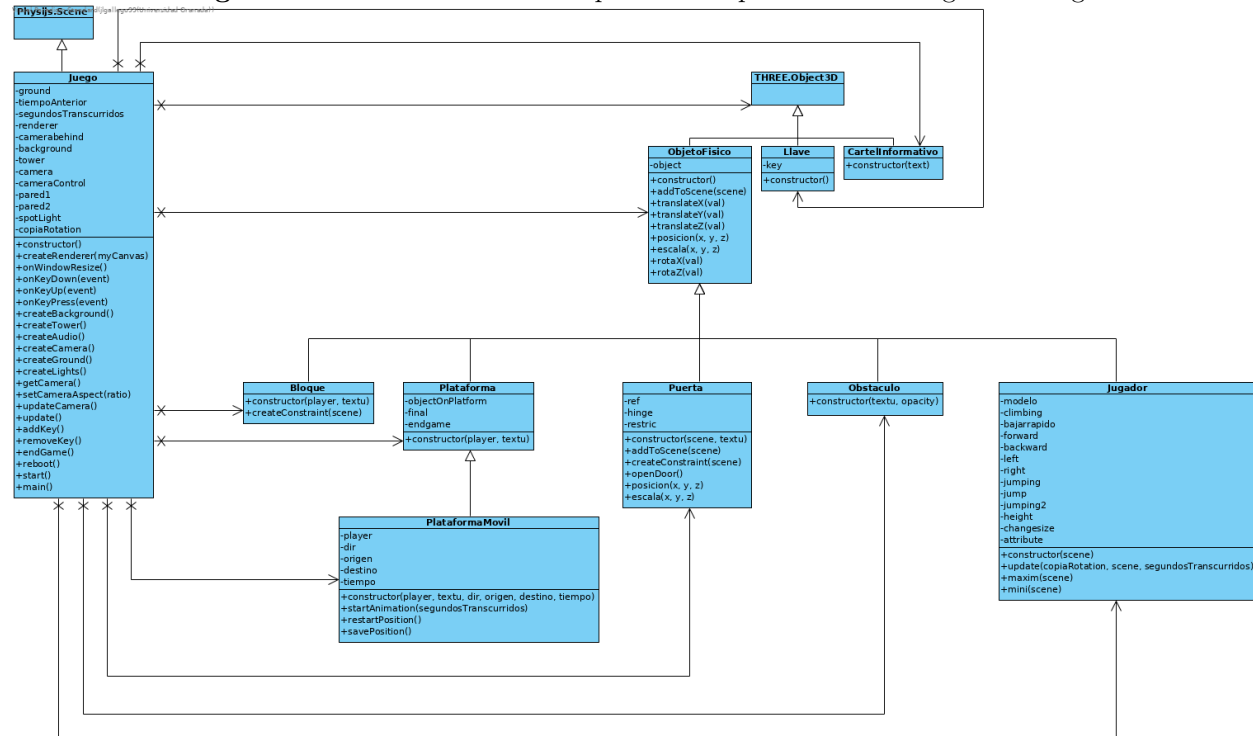 Physijs.Scene
Juego
-ground
-tiempoAnterior
-segundosTranscurridos
-renderer
-camerabehind
-background
-tower
-camera
-cameraControl
-pared1
-pared2
-spotLight
-copiaRotation
+constructor()
+createRenderer(myCanvas)
+onWindowResize()
+onKeyDown(event)
+onKeyUp(event)
+onKeyPress(event)
+createBackground()
+createTower()
+createAudio()
+createCamera()
+createGround()
+createLights()
+getCamera()
+setCameraAspect(ratio)
+updateCamera()
+update()
+addKey()
+removeKey()
+endGame()
+reboot()
+start()
+main()
THREE.Object3D
ObjetoFisico
-object
+constructor()
+addToScene(scene)
+translateX(val)
+translateY(val)
+translateZ(val)
+posicion(x, y, z)
+escala(x, y, z)
+rotaX(val)
+rotaZ(val)
Llave
-key
+constructor()
CartelInformativo
+constructor(text)
Bloque
+constructor(player, textu)
+createConstraint(scene)
Plataforma
-objectOnPlatform
-final
-endgame
+constructor(player, textu)
Puerta
-ref
-hinge
-restric
+constructor(scene, textu)
+addToScene(scene)
+createConstraint(scene)
+openDoor()
+posicion(x, y, z)
+escala(x, y, z)
Obstaculo
+constructor(textu, opacity)
Jugador
-modelo
-climbing
-bajarrapido
-forward
-backward
-left
-right
-jumping
-jump
-jumping2
-height
-changesize
-attribute
+constructor(scene)
+update(copiaRotation, scene, segundosTranscurridos)
+maxim(scene)
+mini(scene)
PlataformaMovil
-player
-dir
-origen
-destino
-tiempo
+constructor(player, textu, dir, origen, destino, tiempo)
+startAnimation(segundosTranscurridos)
+restartPosition()
+savePosition()